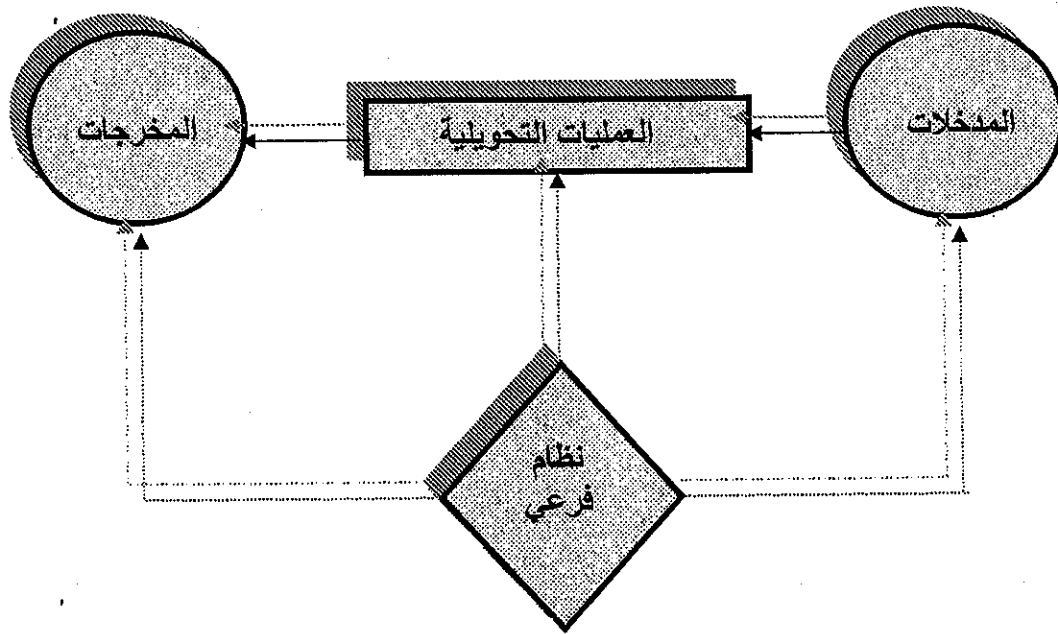 المدخلات
العمليات التحويلية
المخرجات
نظام
فرعي